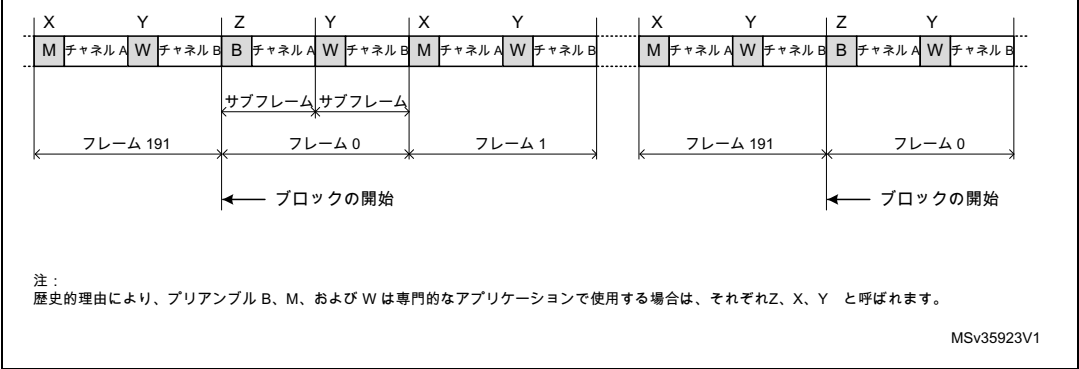 X Y Z Y X Y X Y Z Y
M チャネル A W チャネル B B チャネル A W チャネル B M チャネル A W チャネル B M チャネル A W チャネル B B チャネル A W チャネル B
サブフレーム サブフレーム
フレーム 191 フレーム 0 フレーム 1 フレーム 191 フレーム 0
ブロックの開始 ブロックの開始
注：
歴史的理由により、プリアンブル B、M、および W は専門的なアプリケーションで使用する場合は、それぞれZ、X、Y と呼ばれます。
MSv35923V1